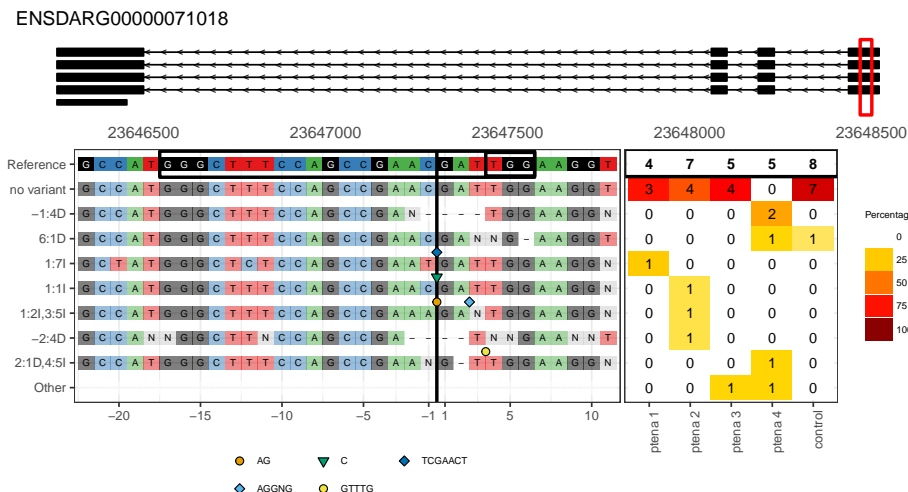 ENSDARG00000071018
23646500 23647000 23647500 23648000 23648500
Reference G C C A T G G G C T T T C C A G C C G A A C G A T T G G A A G G T 4 7 5 5 8
no variant G C C A T G G G C T T T C C A G C C G A A C G A T T G G A A G G T 3 4 4 0 7
−1:4D G C C A T G G G C T T T C C A G C C G A N − − − − T G G A A G G N 0 0 0 2 0
6:1D G C C A T G G G C T T T C C A G C C G A A C G A N N G − A A G G T 0 0 0 1 1
1:7I G C T A T G G G C T C T C C A G C C G A A T G A T T G G A A G G N 1 0 0 0 0
1:1I G C C A T G G G C T T T C C A G C C G A A C G A T T G G A A G G N 0 1 0 0 0
1:2I,3:5I G C C A T G G G C T T T C C A G C C G A A A G A N T G G A A G G N 0 1 0 0 0
−2:4D G C C A N N G G C T T N C C A G C C G A − − − − T N N G A A N N T 0 1 0 0 0
2:1D,4:5I G C C A T G G G C T T T C C A G C C G A A N G − T T G G A A G G N 0 0 0 1 0
Other 0 0 1 1 0
−20 −15 −10 −5 −1 1 5 10
ptena 1
ptena 2
ptena 3
ptena 4
control
Percentag
0
25
50
75
100
AG C TCGAACT
AGGNG GTTTG